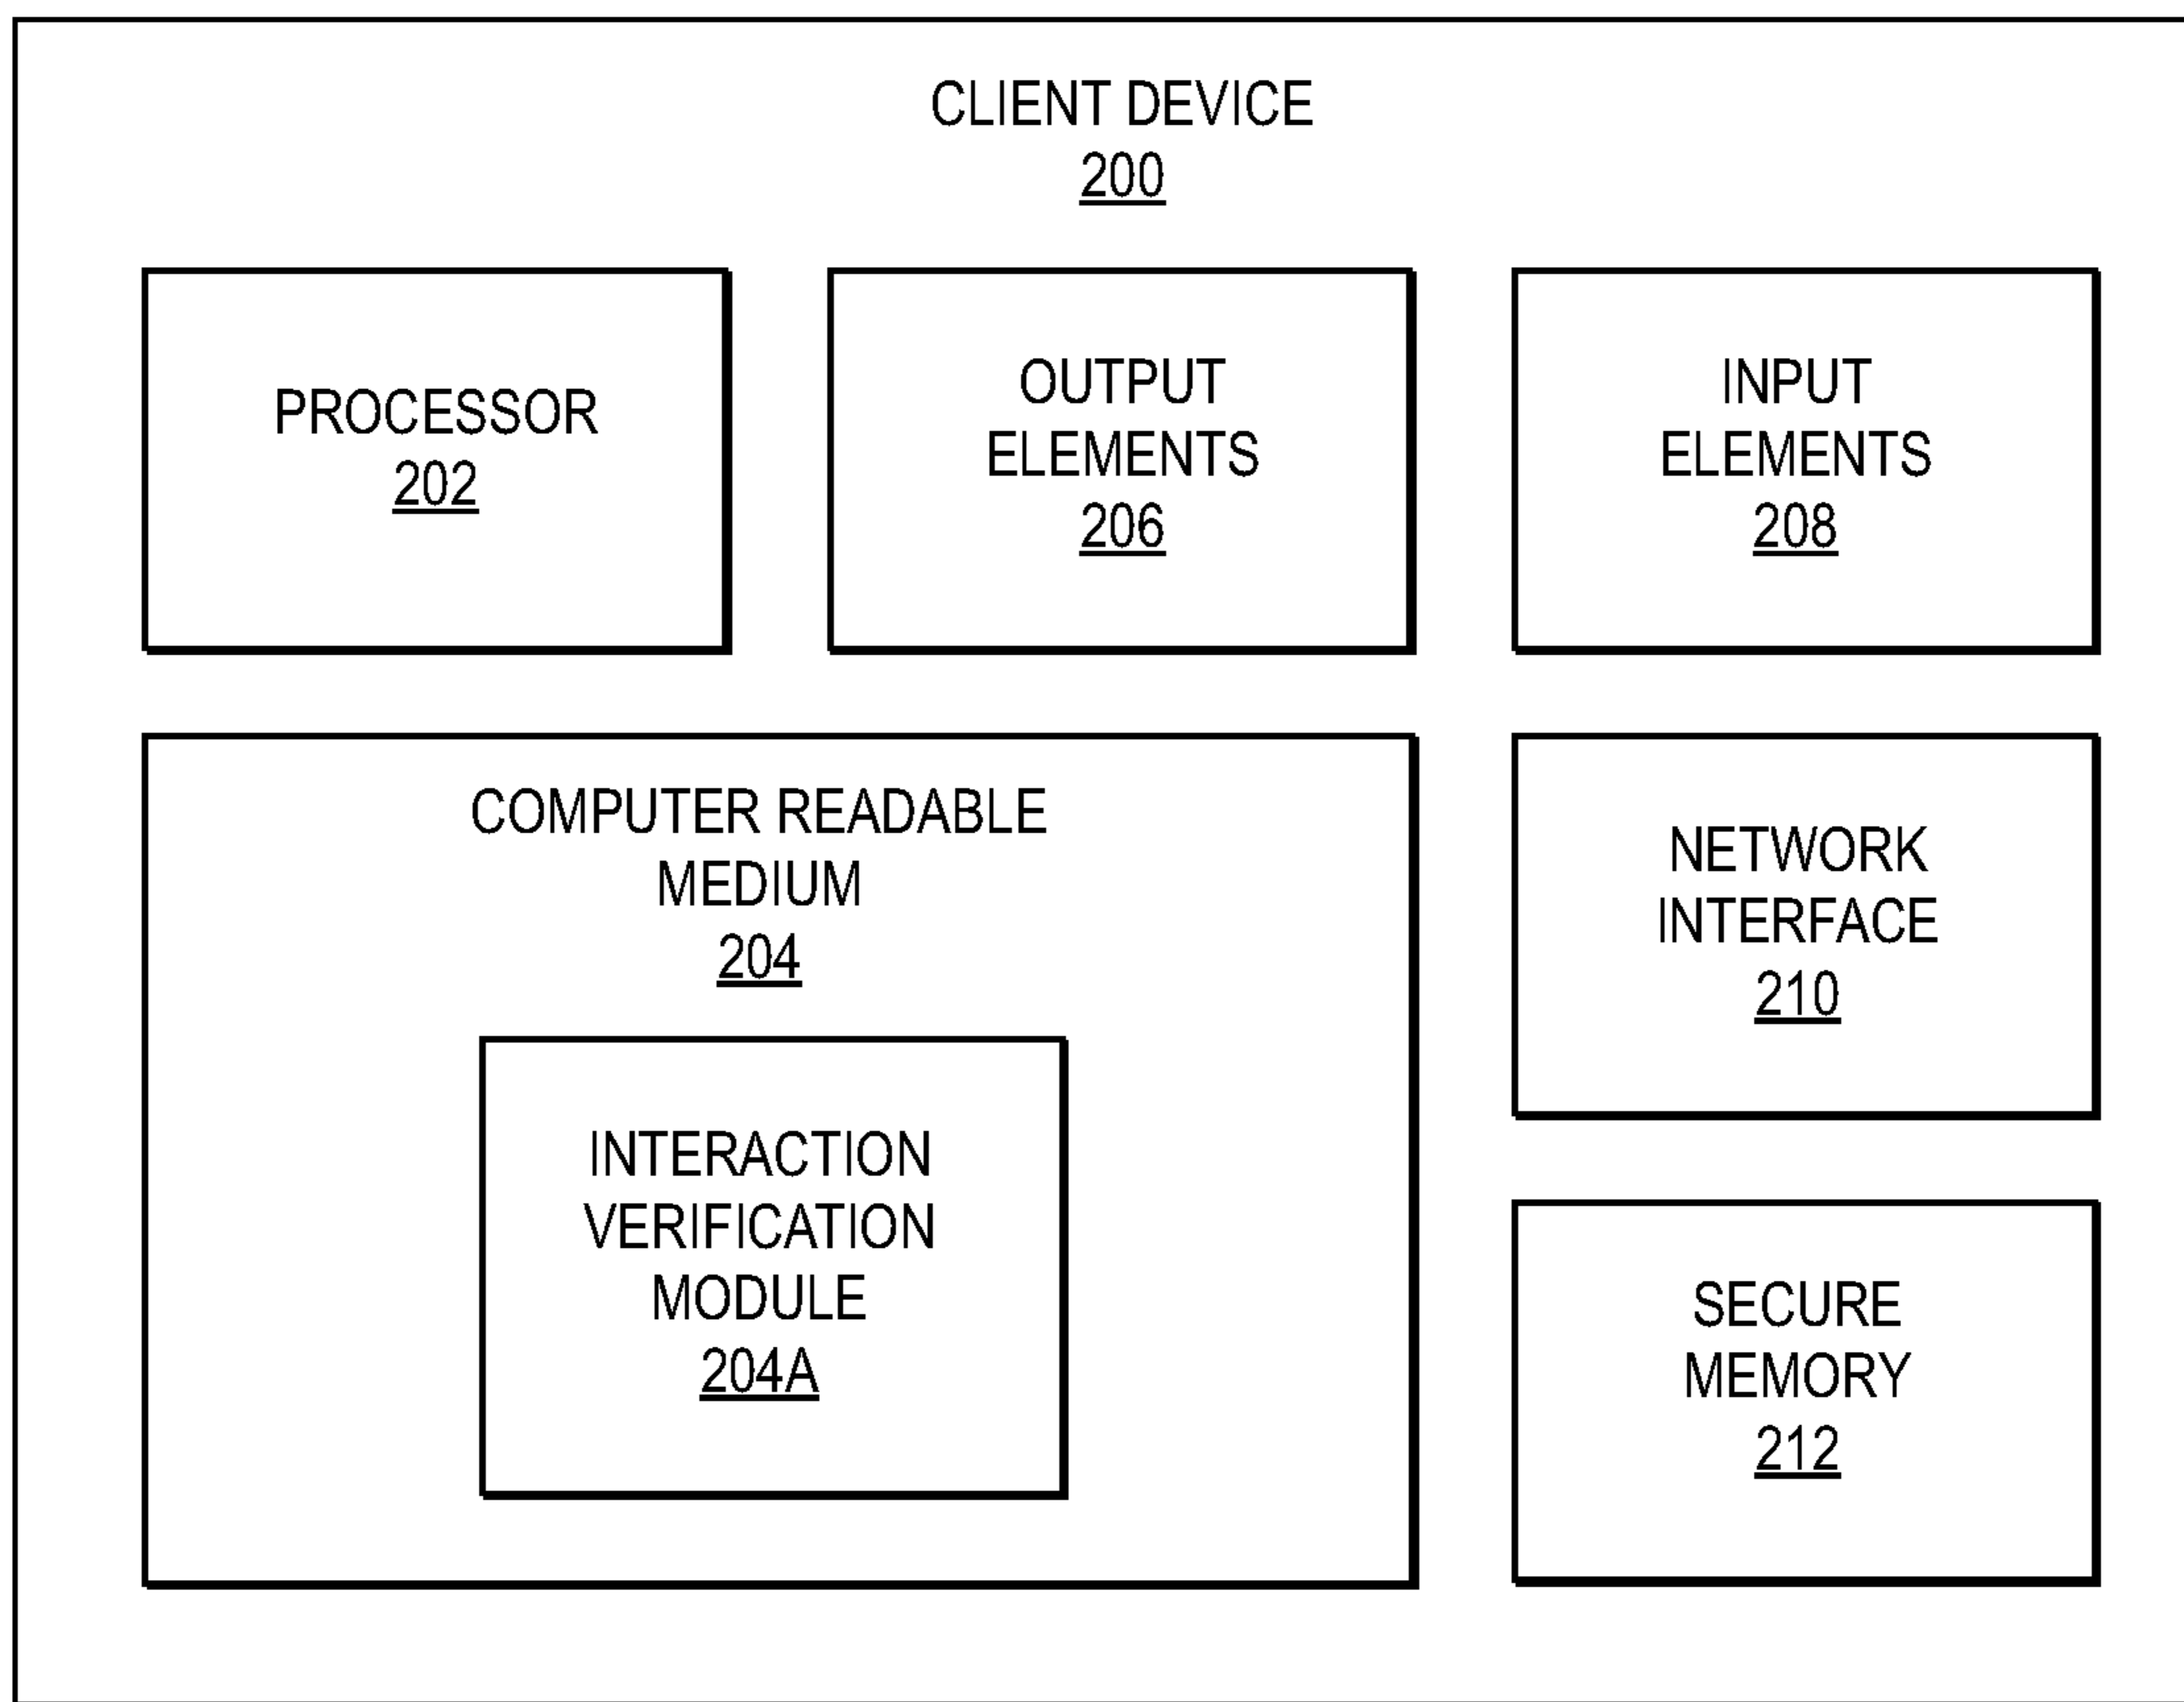 CLIENT DEVICE
200
PROCESSOR
202
OUTPUT
ELEMENTS
206
INPUT
ELEMENTS
208
COMPUTER READABLE
MEDIUM
204
INTERACTION
VERIFICATION
MODULE
204A
NETWORK
INTERFACE
210
SECURE
MEMORY
212